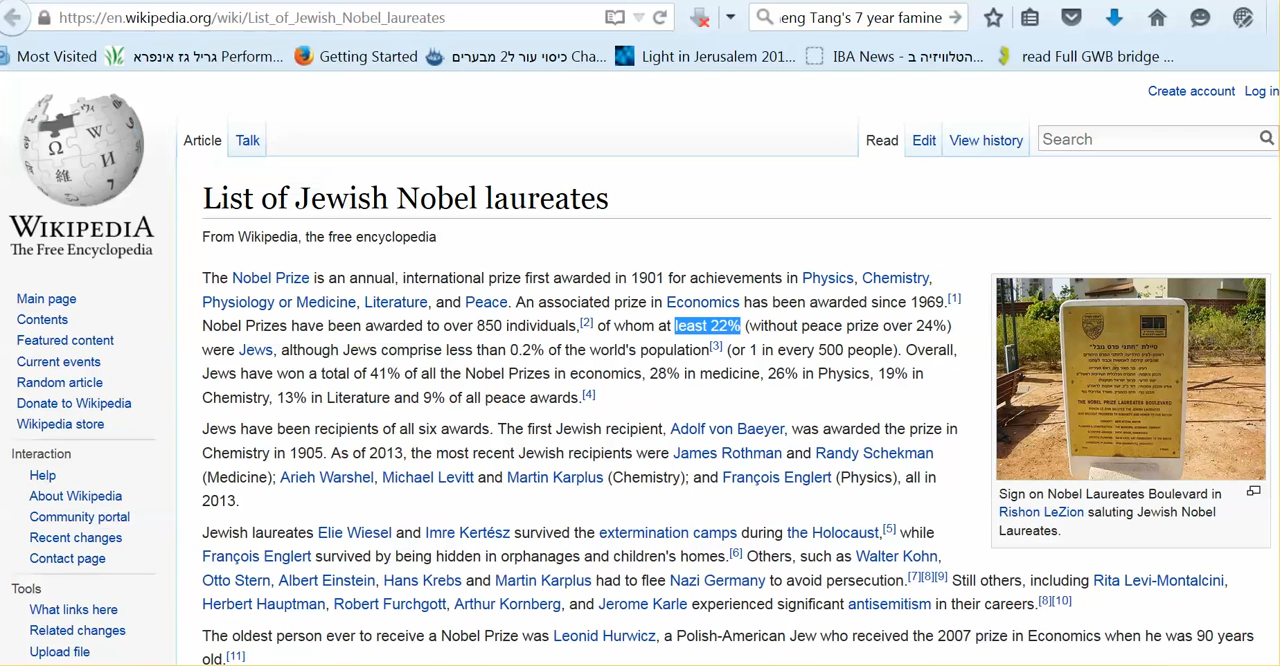 https://en.wikipedia.org/wiki/List_of_Jewish_Nobel_laureates
eng Tang's 7 year famine
Most Visited
גריל גז אינפרא Perform...
Getting Started
כיסוי עור ל2 מבערים Cha...
Light in Jerusalem 201...
IBA News - הטלוויזיה ב...
read Full GWB bridge ...
Create account Log in
Article Talk
Read Edit View history
Search
WIKIPEDIA
The Free Encyclopedia
Main page
Contents
Featured content
Current events
Random article
Donate to Wikipedia
Wikipedia store
Interaction
Help
About Wikipedia
Community portal
Recent changes
Contact page
Tools
What links here
Related changes
Upload file
List of Jewish Nobel laureates
From Wikipedia, the free encyclopedia
The Nobel Prize is an annual, international prize first awarded in 1901 for achievements in Physics, Chemistry,
Physiology or Medicine, Literature, and Peace. An associated prize in Economics has been awarded since 1969.[1]
Nobel Prizes have been awarded to over 850 individuals,[2] of whom at least 22% (without peace prize over 24%)
were Jews, although Jews comprise less than 0.2% of the world's population[3] (or 1 in every 500 people). Overall,
Jews have won a total of 41% of all the Nobel Prizes in economics, 28% in medicine, 26% in Physics, 19% in
Chemistry, 13% in Literature and 9% of all peace awards.[4]
Jews have been recipients of all six awards. The first Jewish recipient, Adolf von Baeyer, was awarded the prize in
Chemistry in 1905. As of 2013, the most recent Jewish recipients were James Rothman and Randy Schekman
(Medicine); Arieh Warshel, Michael Levitt and Martin Karplus (Chemistry); and François Englert (Physics), all in
2013.
Jewish laureates Elie Wiesel and Imre Kertész survived the extermination camps during the Holocaust,[5] while
François Englert survived by being hidden in orphanages and children's homes.[6] Others, such as Walter Kohn,
Otto Stern, Albert Einstein, Hans Krebs and Martin Karplus had to flee Nazi Germany to avoid persecution.[7][8][9] Still others, including Rita Levi-Montalcini,
Herbert Hauptman, Robert Furchgott, Arthur Kornberg, and Jerome Karle experienced significant antisemitism in their careers.[8][10]
The oldest person ever to receive a Nobel Prize was Leonid Hurwicz, a Polish-American Jew who received the 2007 prize in Economics when he was 90 years
old.[11]
THE NOBEL PRIZE LAUREATES BOULEVARD
Sign on Nobel Laureates Boulevard in
Rishon LeZion saluting Jewish Nobel
Laureates.